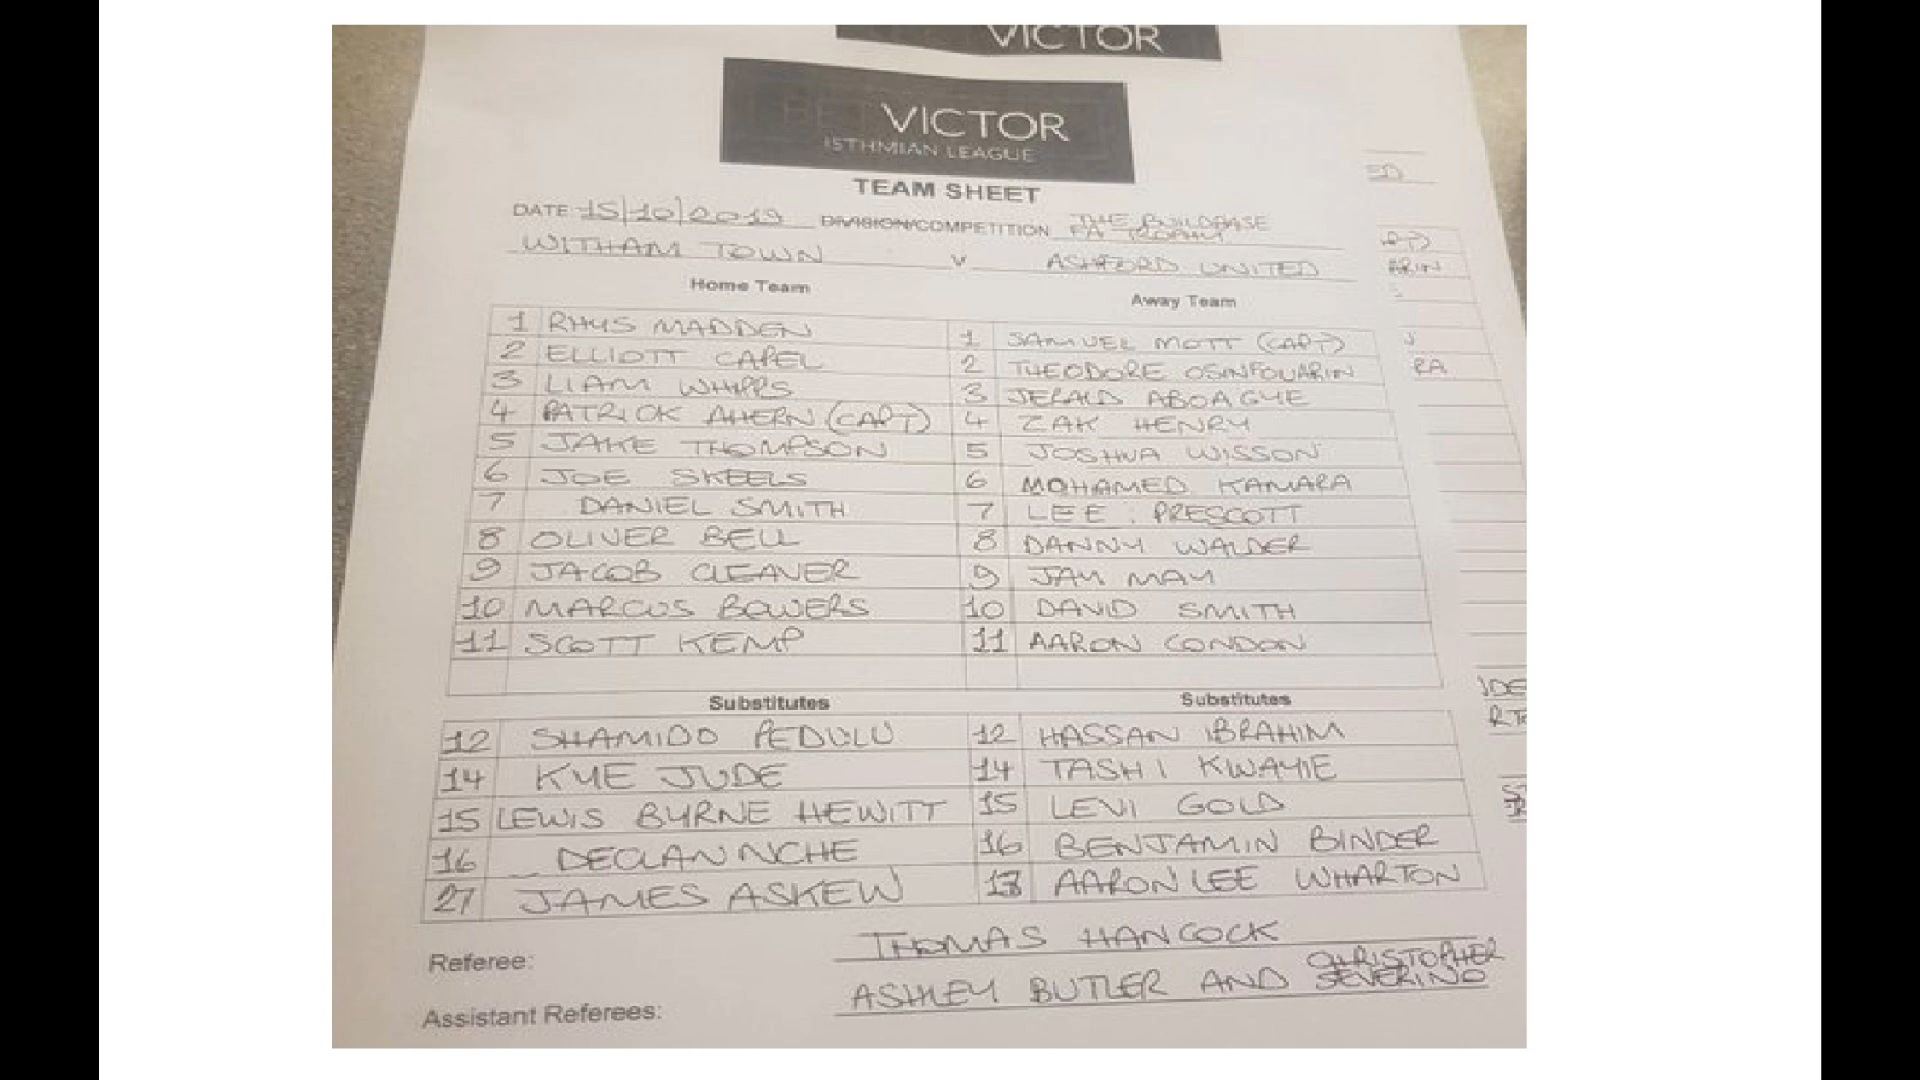 VICTOR
VICTOR
ISTHMIAN LEAGUE
TEAM SHEET
DATE 15/10/2019 DIVISION/COMPETITION THE BUILDBASE
FA
WITHAM TOWN V ASHFORD UNITED
Home Team Away Team
1 RHYS MADDEN 1 SAMUEL MOTT (CAPT)
2 ELLIOTT CAPEL 2 THEODORE OSINFOLARIN
3 LIAM WHIPPS 3 JERALD ABOAGYE
4 PATRICK AHERN (CAPT) 4 ZAK HENRY
5 JAKE THOMPSON 5 JOSHUA WISSON
6 JOE SKEELS 6 MOHAMED KAMARA
7 DANIEL SMITH 7 LEE PRESCOTT
8 OLIVER BELL 8 DANNY WALDER
9 JACOB CLEAVER 9 JAY MAY
10 MARCUS BOWERS 10 DAVID SMITH
11 SCOTT KEMP 11 AARON CONDON
Substitutes Substitutes
12 SHAMIDO PEDULU 12 HASSAN IBRAHIM
14 KYE JUDE 14 TASHI KWAYIE
15 LEWIS BYRNE HEWITT 15 LEVI GOLD
16 DECLAN NCHE 16 BENJAMIN BINDER
27 JAMES ASKEW 17 AARON LEE WHARTON
Referee: THOMAS HANCOCK
Assistant Referees: ASHLEY BUTLER AND CHRISTOPHER
SEVERINO